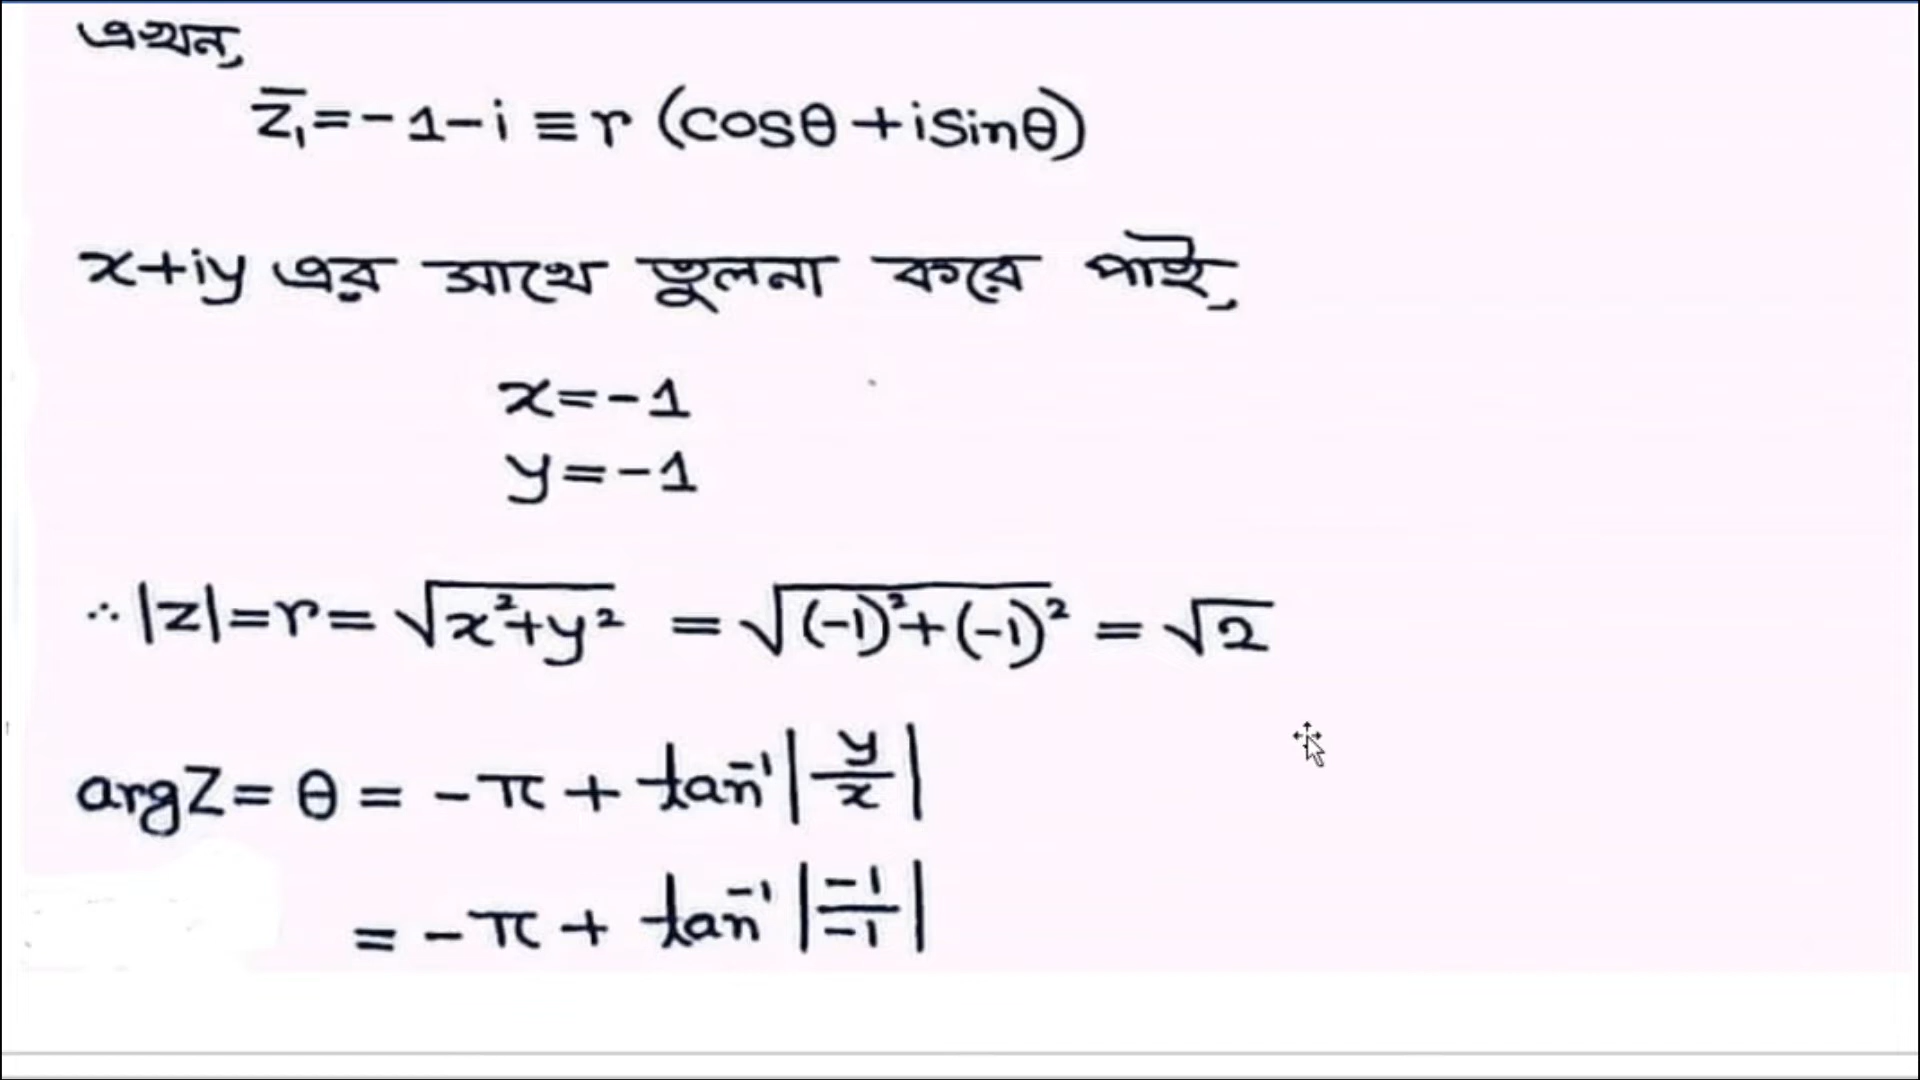 এখন,
z̅₁=-1-i≡r (cosθ+isinθ)
x+iy এর সাথে তুলনা করে পাই,
x=-1
y=-1
∴|z|=r=√(x²+y²) = √((-1)²+(-1)²) = √2
argZ= θ = -π + tan⁻¹|y/x|
= -π + tan⁻¹|-1/-1|